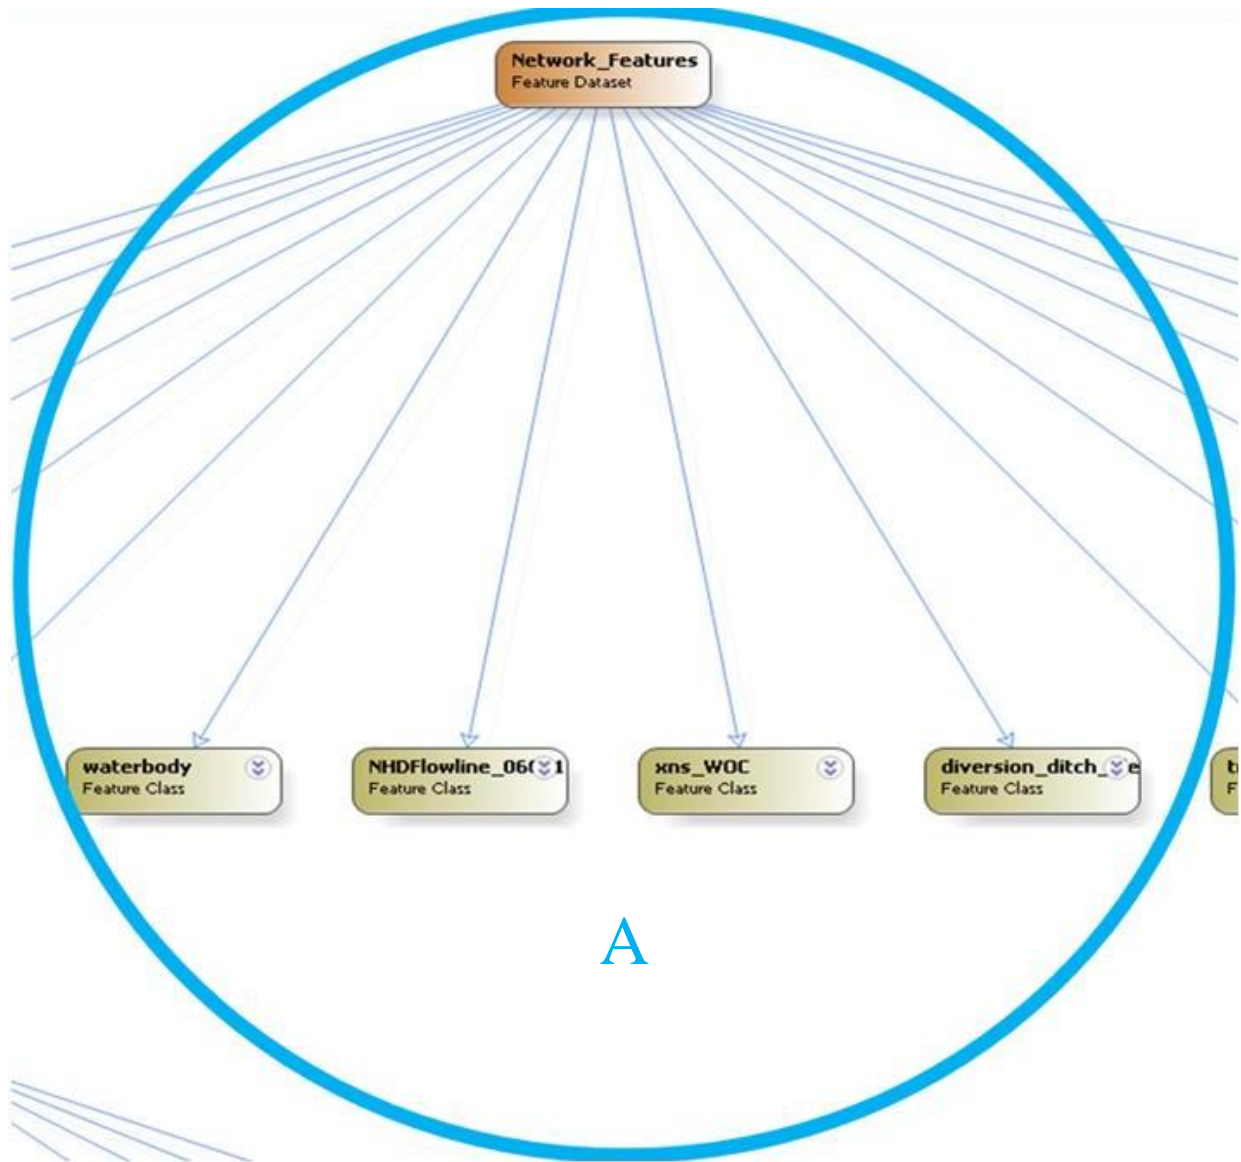 Network_Features
Feature Dataset
waterbody
Feature Class
NHDFlowline_06
Feature Class
xns_WOC
Feature Class
diversion_ditch_
Feature Class
A